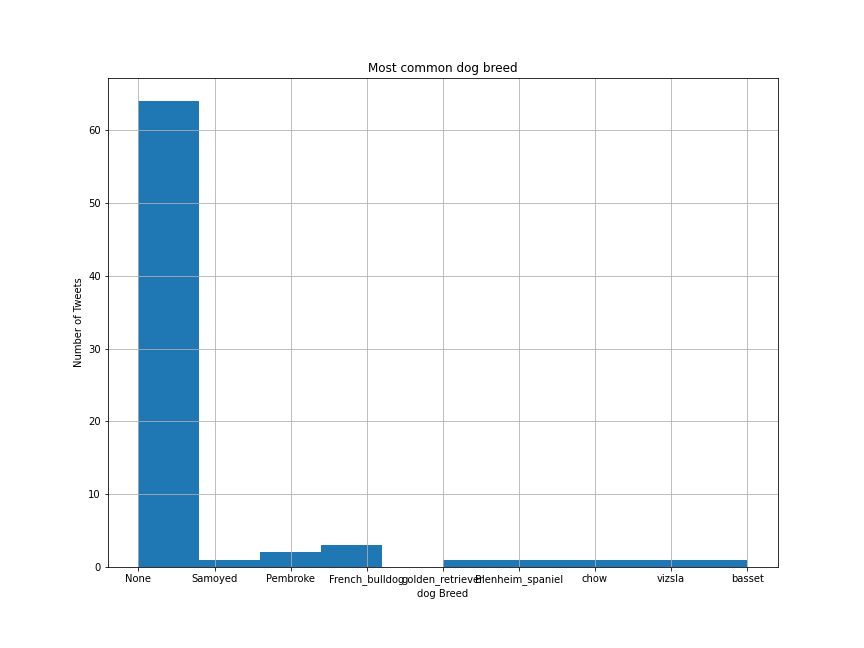 Most common dog breed
Number of Tweets
60
50
40
30
20
10
0
None Samoyed Pembroke French_bulldog golden_retriever Blenheim_spaniel chow vizsla basset
dog Breed